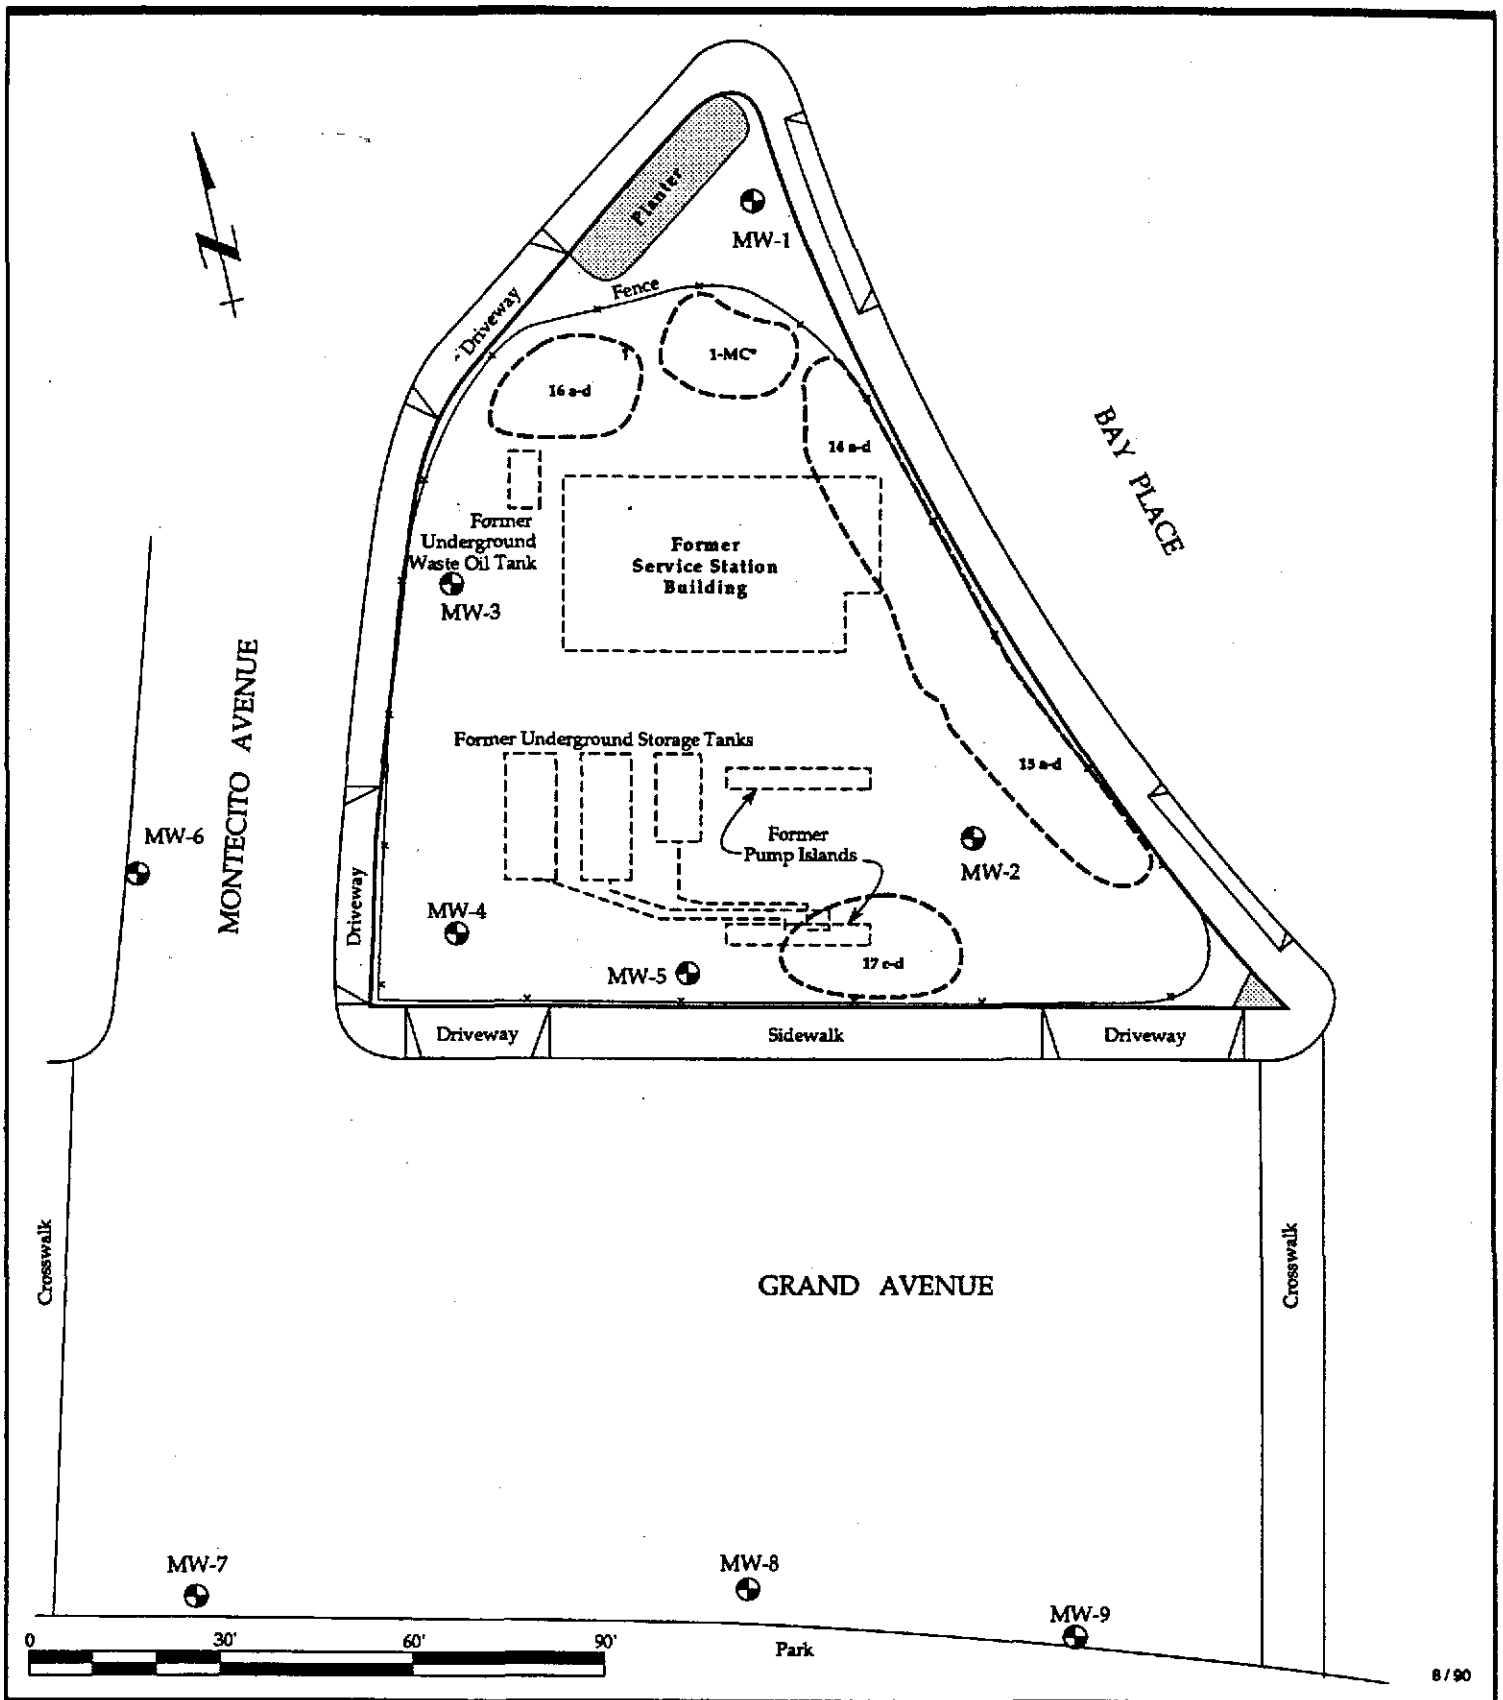 Planter
MW-1
Fence
Driveway
1-MC*
16 a-d
14 a-d
BAY PLACE
Former
Underground
Waste Oil Tank
Former
Service Station
Building
MW-3
MONTECITO AVENUE
Former Underground Storage Tanks
15 a-d
MW-6
Former
Pump Islands
MW-2
Driveway
MW-4
MW-5
17 c-d
Driveway
Sidewalk
Driveway
Crosswalk
GRAND AVENUE
Crosswalk
MW-7
MW-8
MW-9
0 30' 60' 90'
Park
8/90